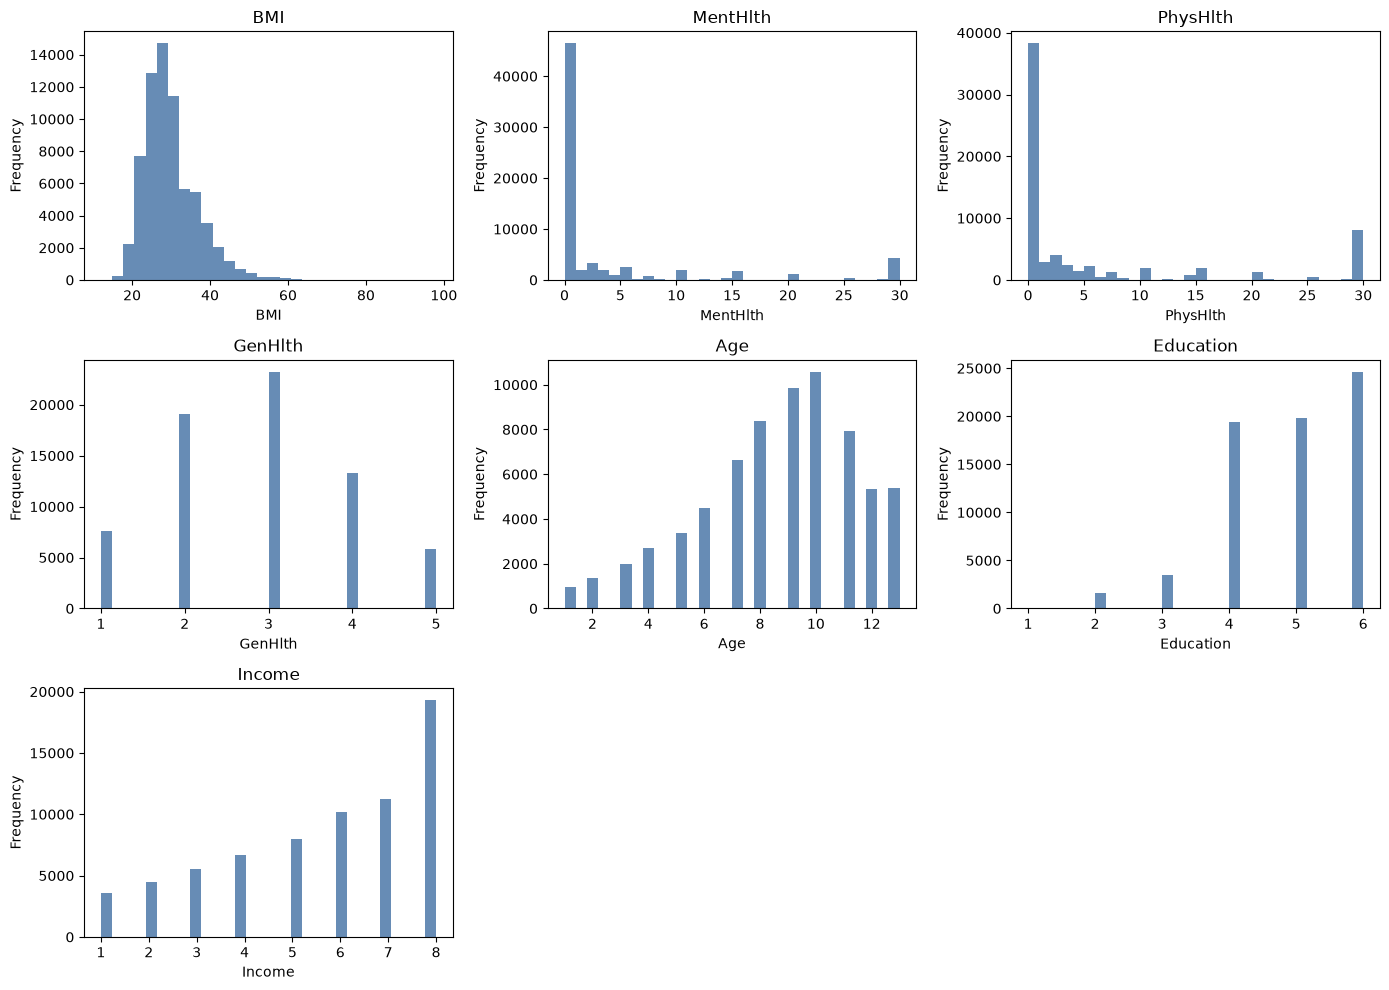 BMI
14000
12000
10000
8000
6000
4000
2000
0
Frequency
20 40 60 80 100
BMI
MentHlth
40000
30000
20000
10000
0
Frequency
0 5 10 15 20 25 30
MentHlth
PhysHlth
40000
30000
20000
10000
0
Frequency
0 5 10 15 20 25 30
PhysHlth
GenHlth
20000
15000
10000
5000
0
Frequency
1 2 3 4 5
GenHlth
Age
10000
8000
6000
4000
2000
0
Frequency
2 4 6 8 10 12
Age
Education
25000
20000
15000
10000
5000
0
Frequency
1 2 3 4 5 6
Education
Income
20000
15000
10000
5000
0
Frequency
1 2 3 4 5 6 7 8
Income